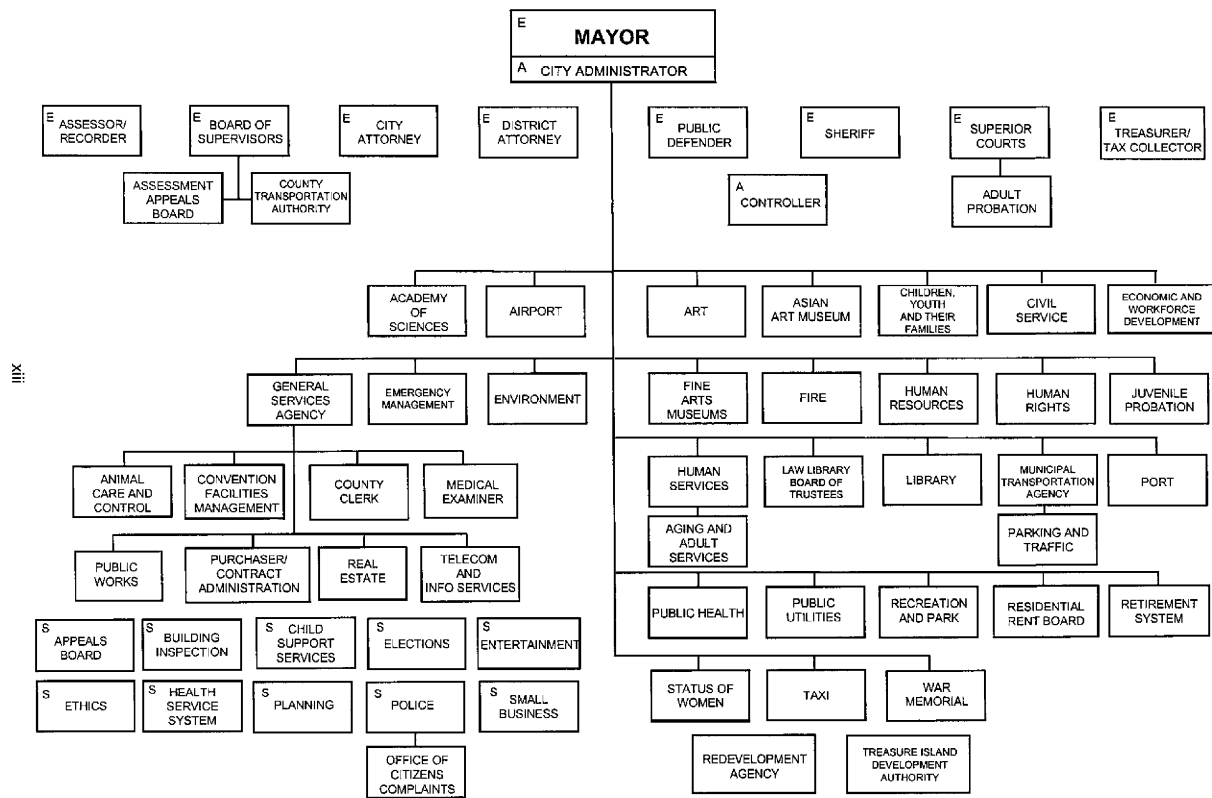 E
MAYOR
A CITY ADMINISTRATOR
E ASSESSOR/
RECORDER
E BOARD OF
SUPERVISORS
E CITY
ATTORNEY
E DISTRICT
ATTORNEY
E PUBLIC
DEFENDER
E SHERIFF
E SUPERIOR
COURTS
E TREASURER/
TAX COLLECTOR
ASSESSMENT
APPEALS
BOARD
COUNTY
TRANSPORTATION
AUTHORITY
A
CONTROLLER
ADULT
PROBATION
ACADEMY
OF
SCIENCES
AIRPORT
ART
ASIAN
ART MUSEUM
CHILDREN,
YOUTH
AND THEIR
FAMILIES
CIVIL
SERVICE
ECONOMIC AND
WORKFORCE
DEVELOPMENT
xiii
GENERAL
SERVICES
AGENCY
EMERGENCY
MANAGEMENT
ENVIRONMENT
FINE
ARTS
MUSEUMS
FIRE
HUMAN
RESOURCES
HUMAN
RIGHTS
JUVENILE
PROBATION
ANIMAL
CARE AND
CONTROL
CONVENTION
FACILITIES
MANAGEMENT
COUNTY
CLERK
MEDICAL
EXAMINER
HUMAN
SERVICES
LAW LIBRARY
BOARD OF
TRUSTEES
LIBRARY
MUNICIPAL
TRANSPORTATION
AGENCY
PORT
AGING AND
ADULT
SERVICES
PARKING AND
TRAFFIC
PUBLIC
WORKS
PURCHASER/
CONTRACT
ADMINISTRATION
REAL
ESTATE
TELECOM
AND
INFO SERVICES
PUBLIC HEALTH
PUBLIC
UTILITIES
RECREATION
AND PARK
RESIDENTIAL
RENT BOARD
RETIREMENT
SYSTEM
S APPEALS
BOARD
S BUILDING
INSPECTION
S CHILD
SUPPORT
SERVICES
S ELECTIONS
S
ENTERTAINMENT
S
ETHICS
S HEALTH
SERVICE
SYSTEM
S
PLANNING
S
POLICE
S SMALL
BUSINESS
STATUS OF
WOMEN
TAXI
WAR
MEMORIAL
OFFICE OF
CITIZENS
COMPLAINTS
REDEVELOPMENT
AGENCY
TREASURE ISLAND
DEVELOPMENT
AUTHORITY